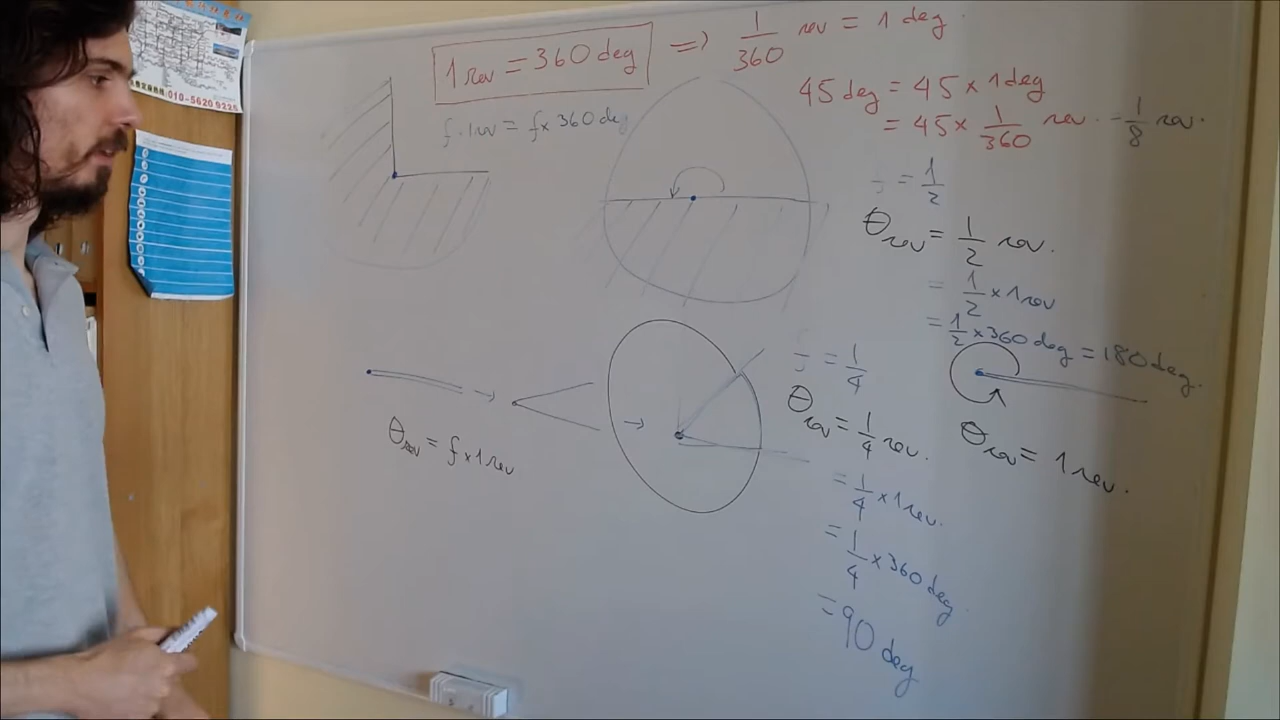 1 rev = 360 deg => 1/360 rev = 1 deg
45 deg = 45 × 1 deg
= 45 × 1/360 rev. - 1/8 rev.
f · 1 rev = f × 360 deg
= 1/2
θrev = 1/2 rev.
= 1/2 × 1 rev
= 1/2 × 360 deg = 180 deg.
θrev = f × 1 rev
= 1/4
θrev = 1/4 rev.
= 1/4 × 1 rev.
= 1/4 × 360 deg
= 90 deg
θrev = 1 rev.
010-5620 9225